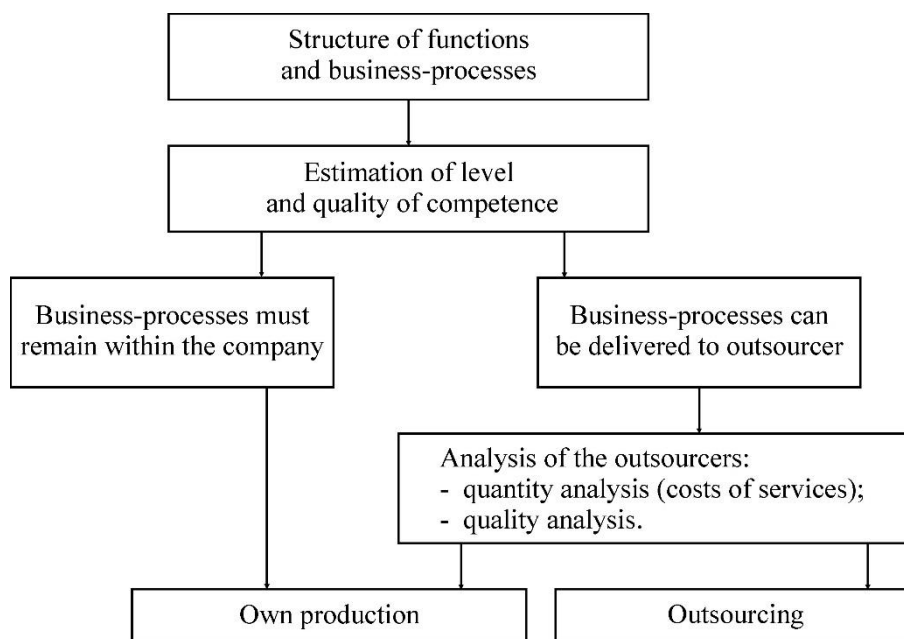 Structure of functions
and business-processes
Estimation of level
and quality of competence
Business-processes must
remain within the company
Business-processes can
be delivered to outsourcer
Analysis of the outsourcers:
- quantity analysis (costs of services);
- quality analysis.
Own production
Outsourcing